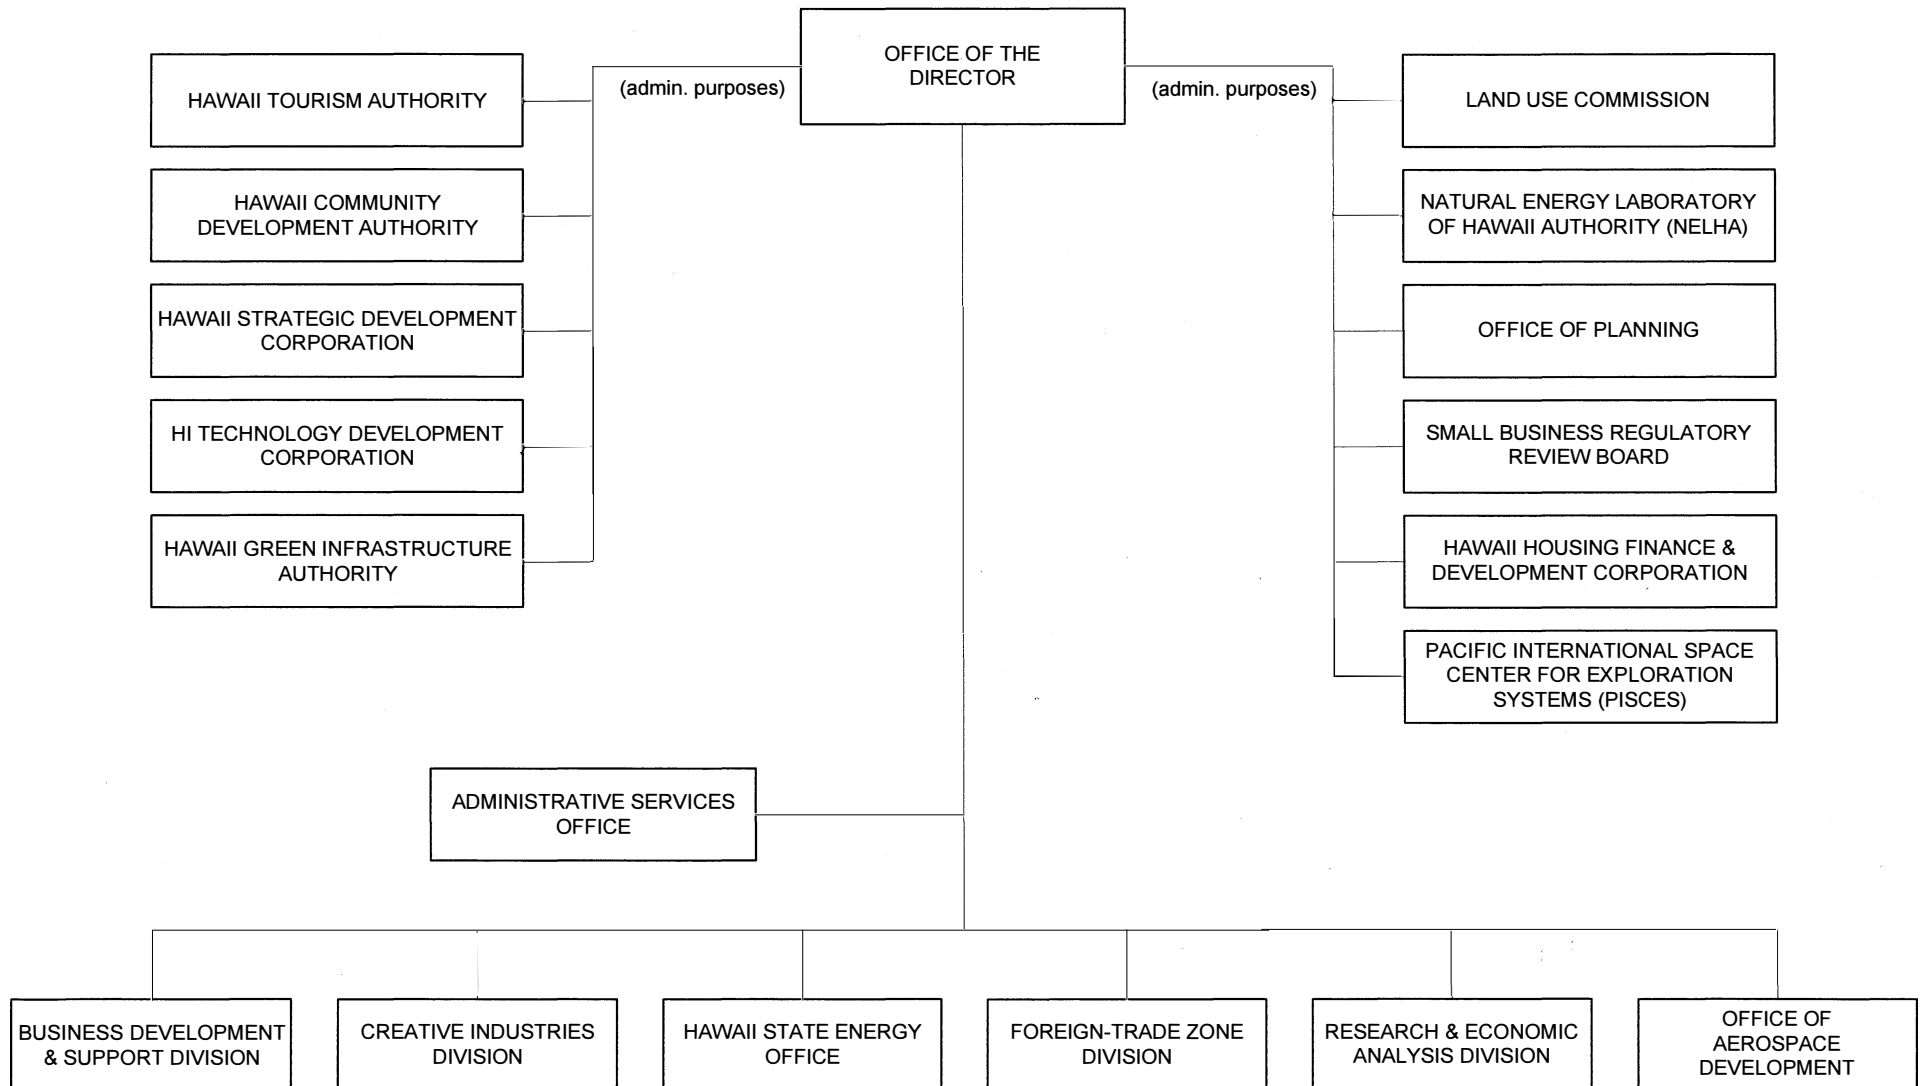 OFFICE OF THE
DIRECTOR
(admin. purposes)
(admin. purposes)
HAWAII TOURISM AUTHORITY
HAWAII COMMUNITY
DEVELOPMENT AUTHORITY
HAWAII STRATEGIC DEVELOPMENT
CORPORATION
HI TECHNOLOGY DEVELOPMENT
CORPORATION
HAWAII GREEN INFRASTRUCTURE
AUTHORITY
LAND USE COMMISSION
NATURAL ENERGY LABORATORY
OF HAWAII AUTHORITY (NELHA)
OFFICE OF PLANNING
SMALL BUSINESS REGULATORY
REVIEW BOARD
HAWAII HOUSING FINANCE &
DEVELOPMENT CORPORATION
PACIFIC INTERNATIONAL SPACE
CENTER FOR EXPLORATION
SYSTEMS (PISCES)
ADMINISTRATIVE SERVICES
OFFICE
BUSINESS DEVELOPMENT
& SUPPORT DIVISION
CREATIVE INDUSTRIES
DIVISION
HAWAII STATE ENERGY
OFFICE
FOREIGN-TRADE ZONE
DIVISION
RESEARCH & ECONOMIC
ANALYSIS DIVISION
OFFICE OF
AEROSPACE
DEVELOPMENT